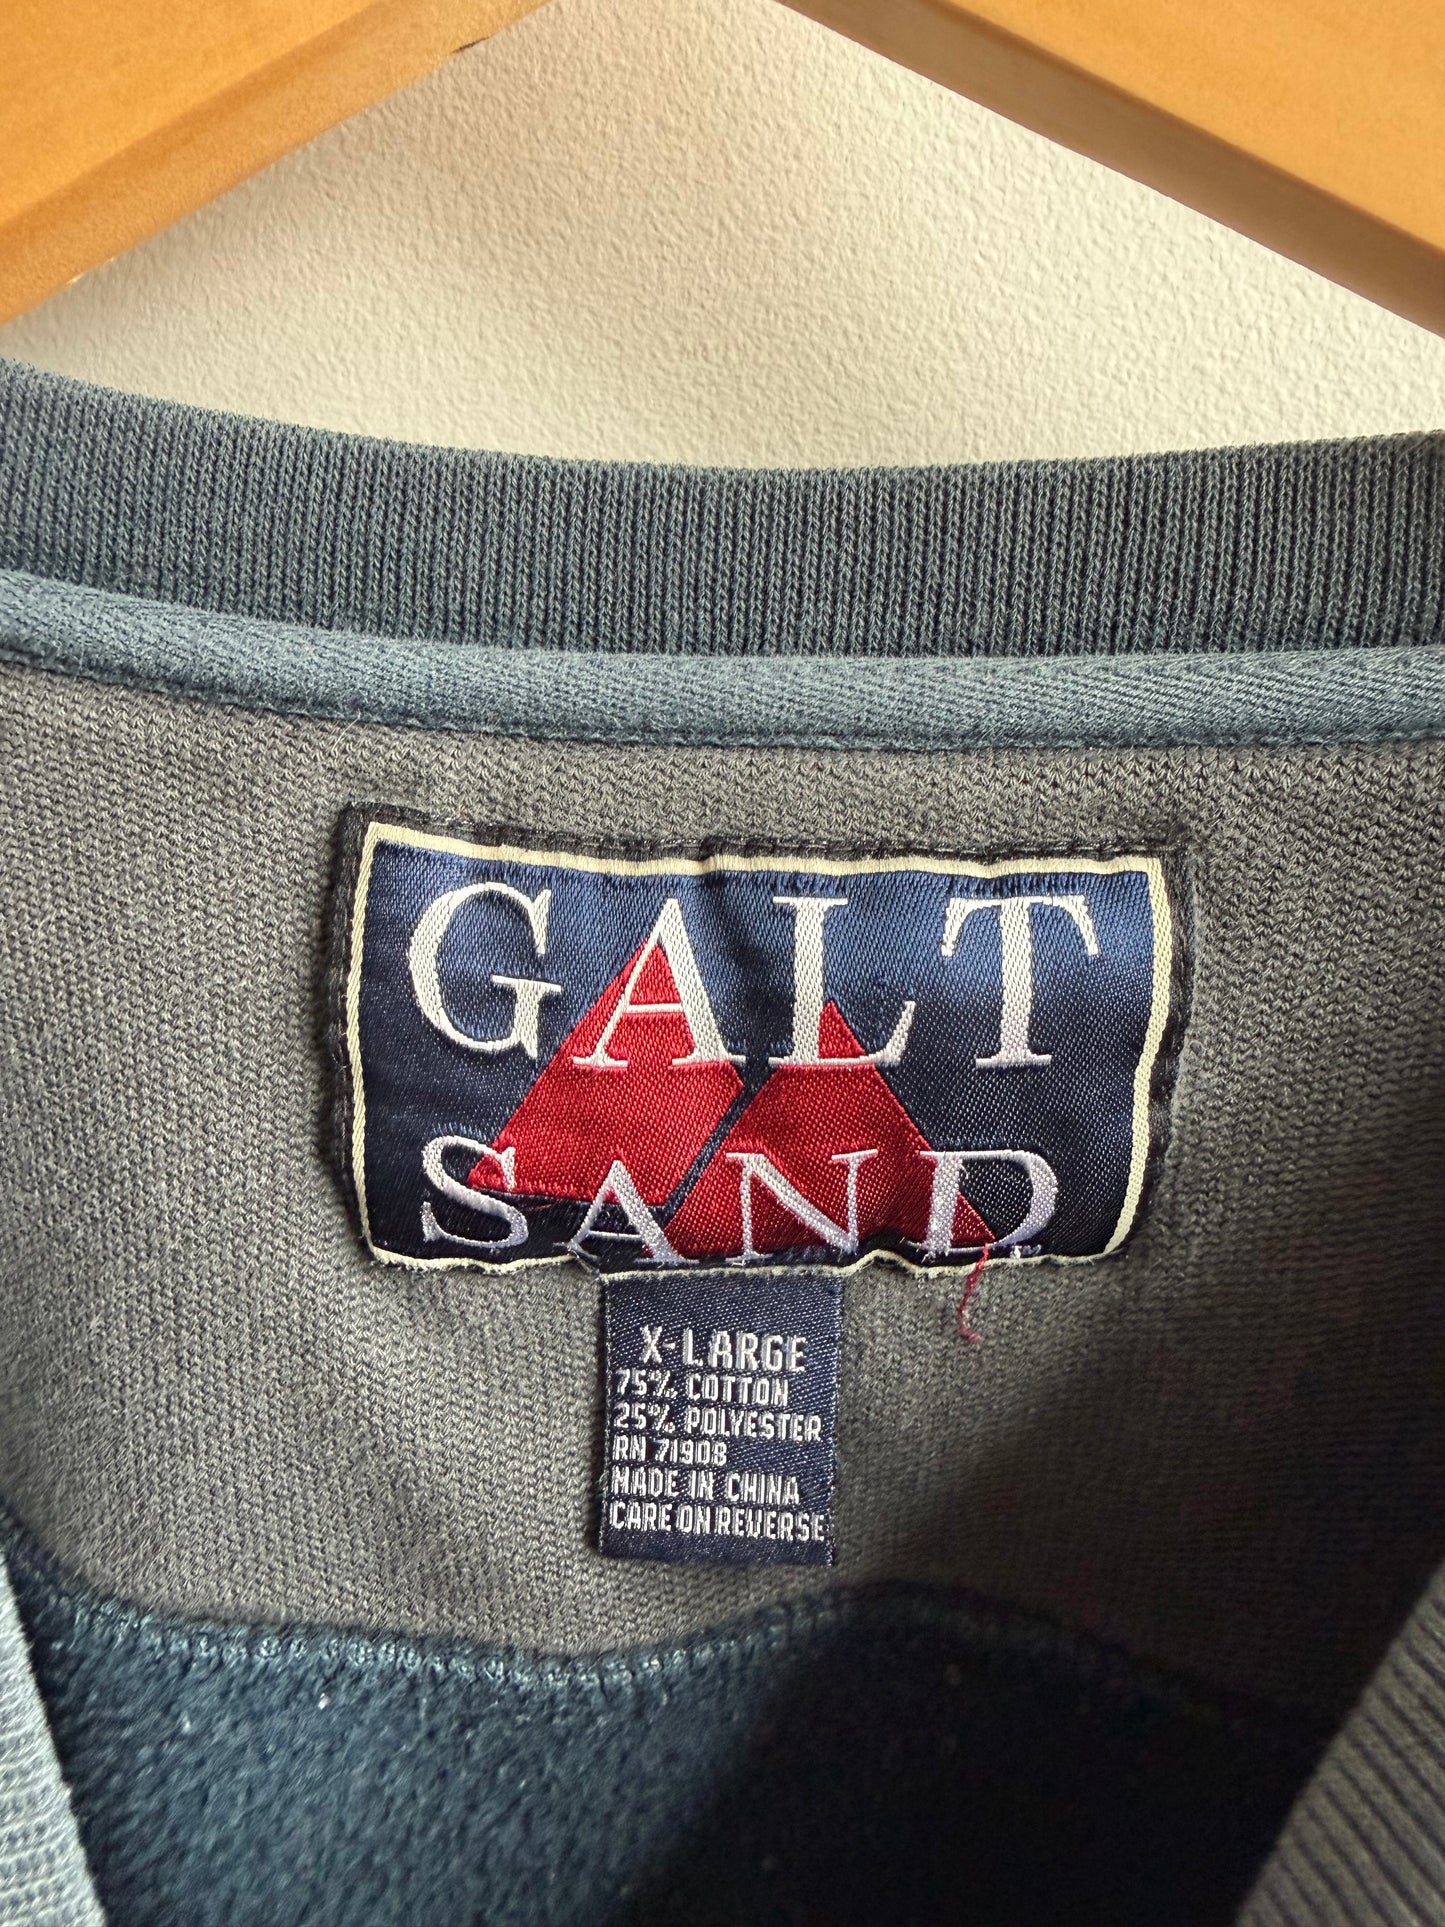 GALT
SAND
X-LARGE
75% COTTON
25% POLYESTER
RN 71908
MADE IN CHINA
CARE ON REVERSE